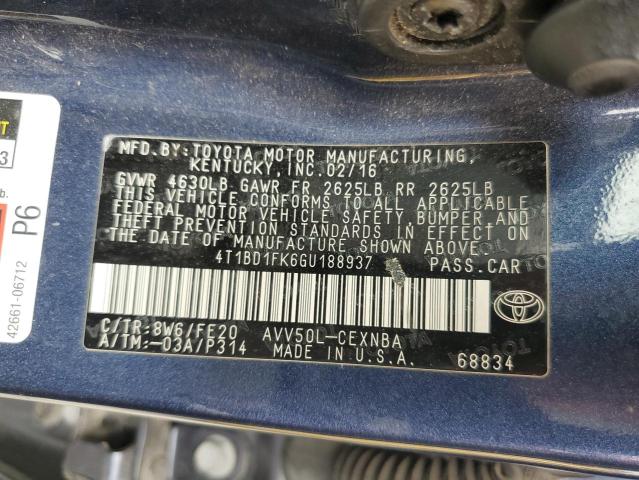 MFD.BY:TOYOTA MOTOR MANUFACTURING,
KENTUCKY, INC.02/16
GVWR 4630LB GAWR FR 2625LB RR 2625LB
THIS VEHICLE CONFORMS TO ALL APPLICABLE
FEDERAL MOTOR VEHICLE SAFETY, BUMPER, AND
THEFT PREVENTION STANDARDS IN EFFECT ON
THE DATE OF MANUFACTURE SHOWN ABOVE.
4T1BD1FK6GU188937 PASS.CAR
C/TR:8W6/FE20 AVV50L-CEXNBA
A/TM:-03A/P314 MADE IN U.S.A.
68834
TOYOTA
P6
42661-06712
3
b.